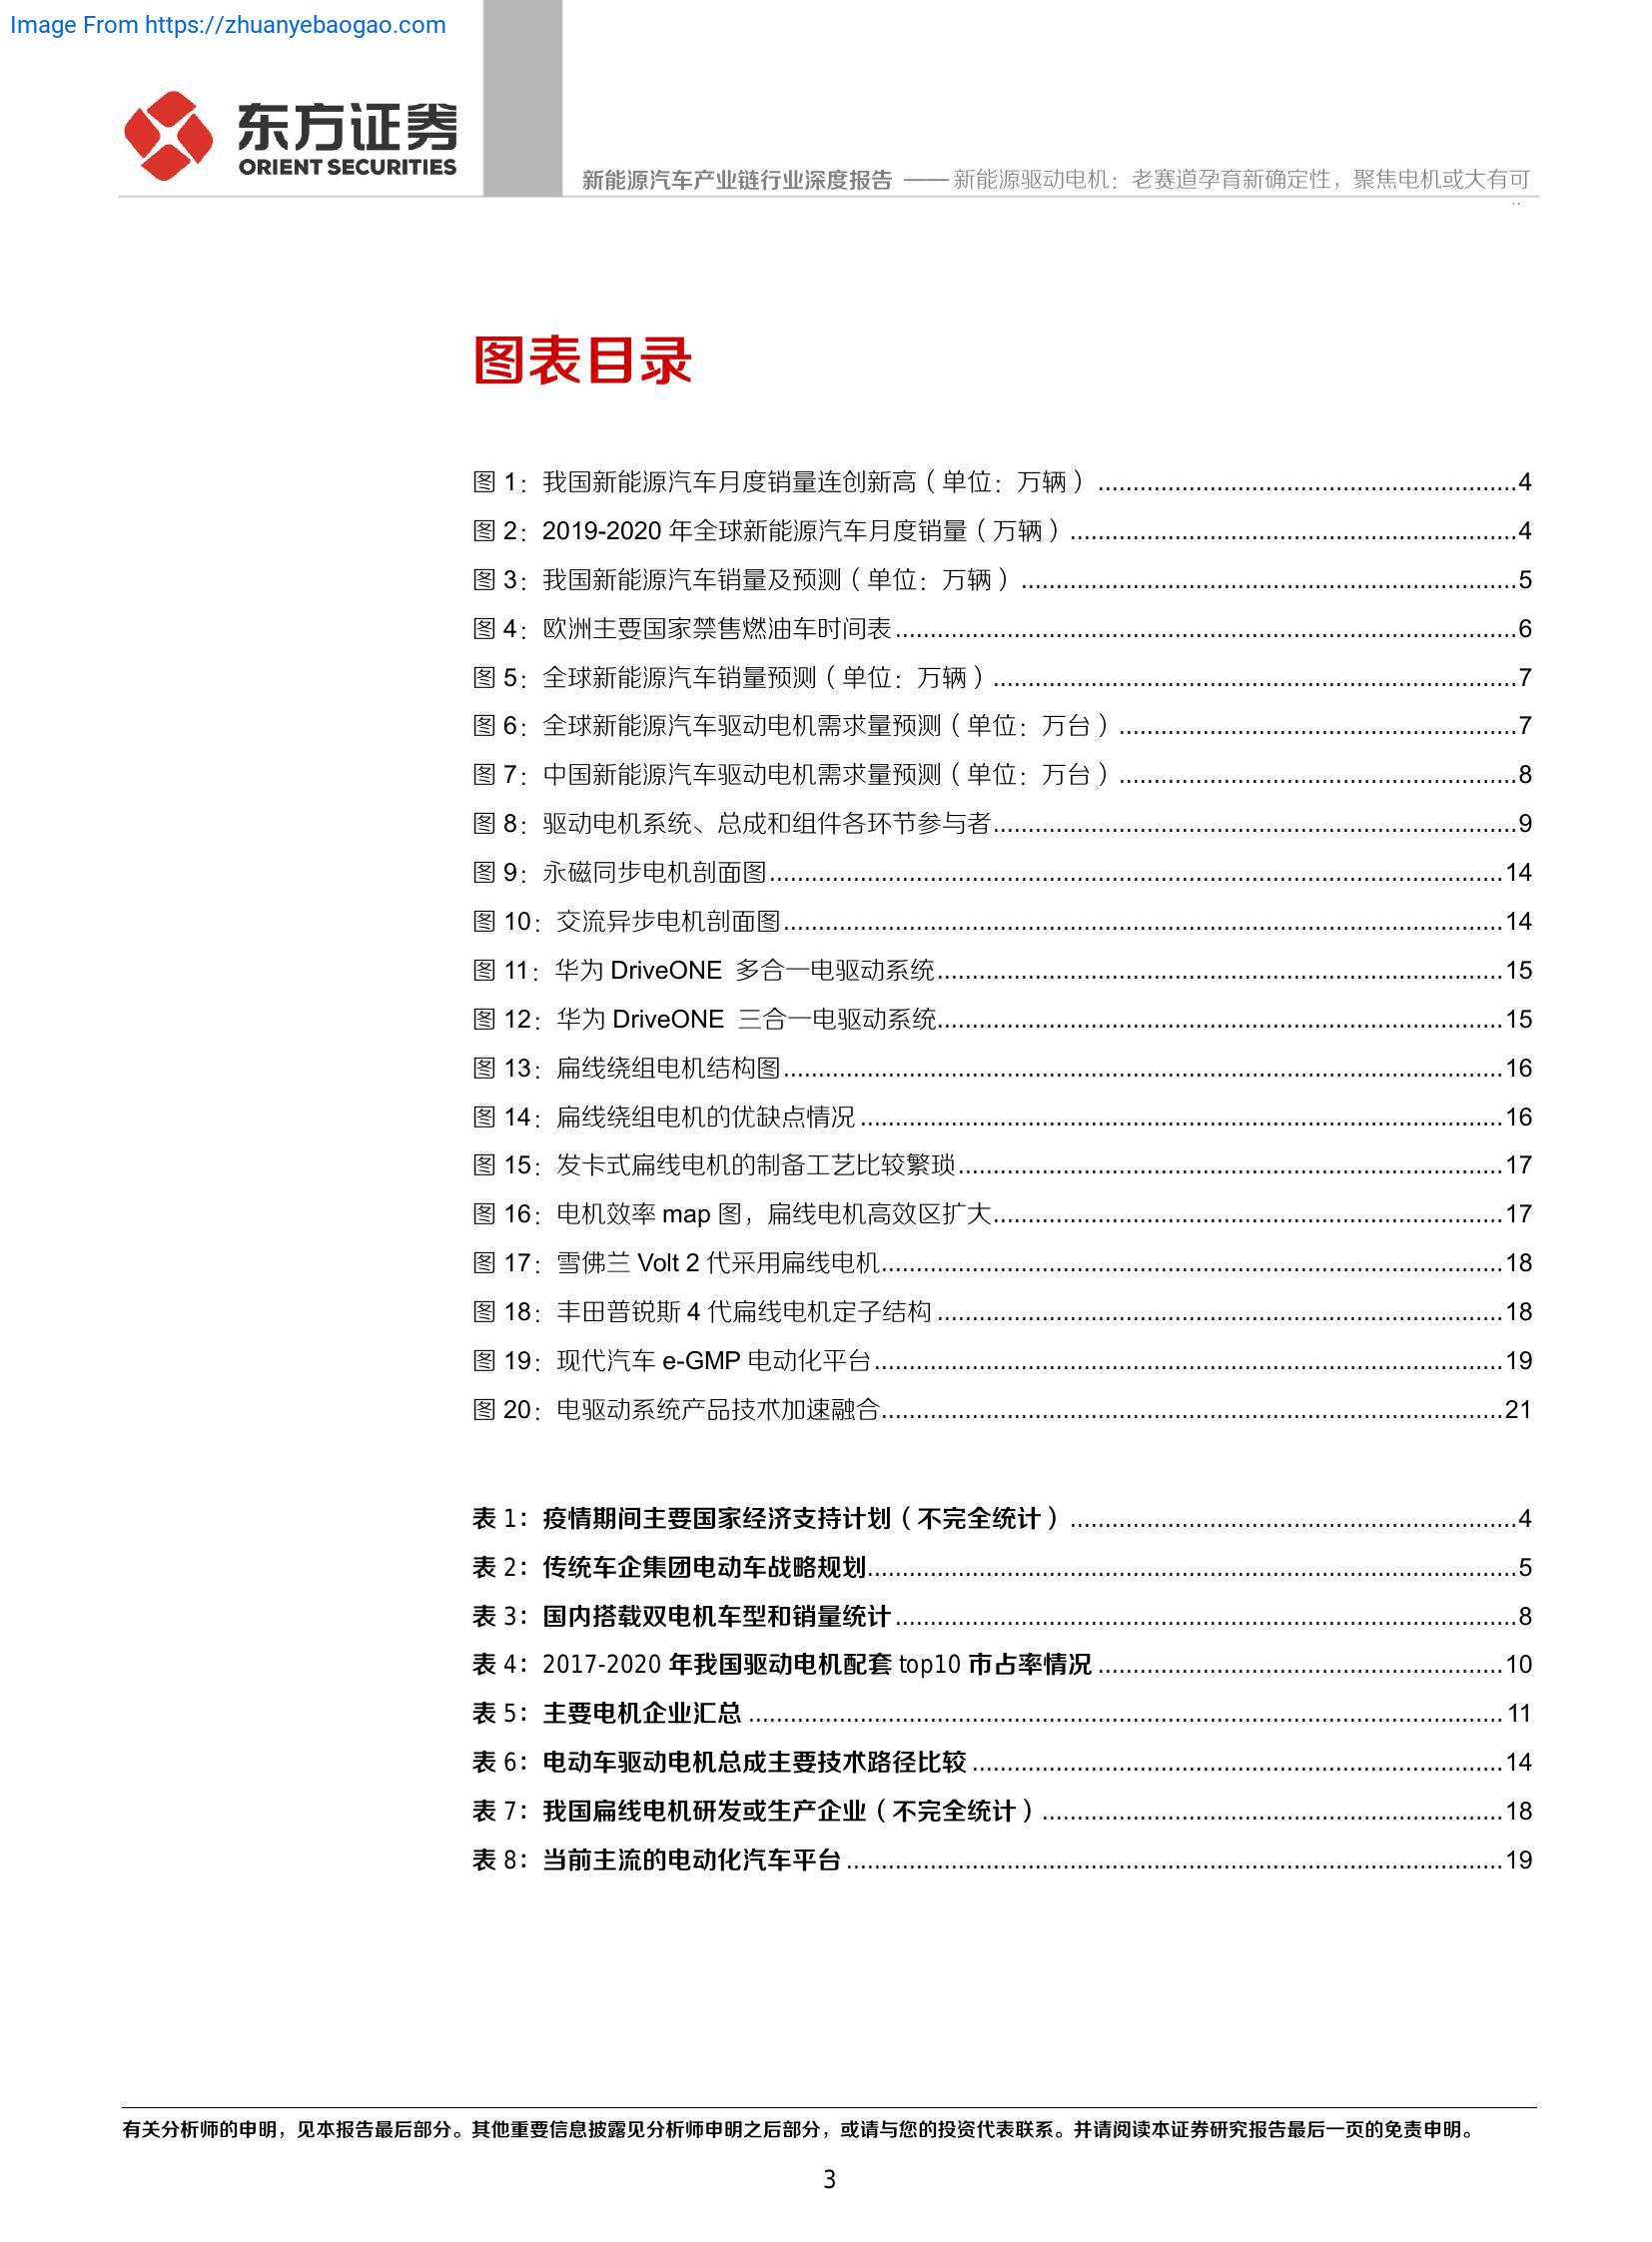 Image From https://zhuanyebaogao.com
东方证券
ORIENT SECURITIES
新能源汽车产业链行业深度报告 —— 新能源驱动电机：老赛道孕育新确定性，聚焦电机或大有可
图表目录
图 1：我国新能源汽车月度销量连创新高（单位：万辆）...........................................................4
图 2：2019-2020 年全球新能源汽车月度销量（万辆）...............................................................4
图 3：我国新能源汽车销量及预测（单位：万辆）......................................................................5
图 4：欧洲主要国家禁售燃油车时间表........................................................................................6
图 5：全球新能源汽车销量预测（单位：万辆）..........................................................................7
图 6：全球新能源汽车驱动电机需求量预测（单位：万台）........................................................7
图 7：中国新能源汽车驱动电机需求量预测（单位：万台）........................................................8
图 8：驱动电机系统、总成和组件各环节参与者..........................................................................9
图 9：永磁同步电机剖面图........................................................................................................14
图 10：交流异步电机剖面图......................................................................................................14
图 11：华为 DriveONE 多合一电驱动系统................................................................................15
图 12：华为 DriveONE 三合一电驱动系统................................................................................15
图 13：扁线绕组电机结构图......................................................................................................16
图 14：扁线绕组电机的优缺点情况...........................................................................................16
图 15：发卡式扁线电机的制备工艺比较繁琐.............................................................................17
图 16：电机效率 map 图，扁线电机高效区扩大........................................................................17
图 17：雪佛兰 Volt 2 代采用扁线电机........................................................................................18
图 18：丰田普锐斯 4 代扁线电机定子结构................................................................................18
图 19：现代汽车 e-GMP 电动化平台.........................................................................................19
图 20：电驱动系统产品技术加速融合........................................................................................21
表 1：疫情期间主要国家经济支持计划（不完全统计）...............................................................4
表 2：传统车企集团电动车战略规划............................................................................................5
表 3：国内搭载双电机车型和销量统计........................................................................................8
表 4：2017-2020 年我国驱动电机配套 top10 市占率情况.........................................................10
表 5：主要电机企业汇总...........................................................................................................11
表 6：电动车驱动电机总成主要技术路径比较...........................................................................14
表 7：我国扁线电机研发或生产企业（不完全统计）.................................................................18
表 8：当前主流的电动化汽车平台.............................................................................................19
有关分析师的申明，见本报告最后部分。其他重要信息披露见分析师申明之后部分，或请与您的投资代表联系。并请阅读本证券研究报告最后一页的免责申明。
3